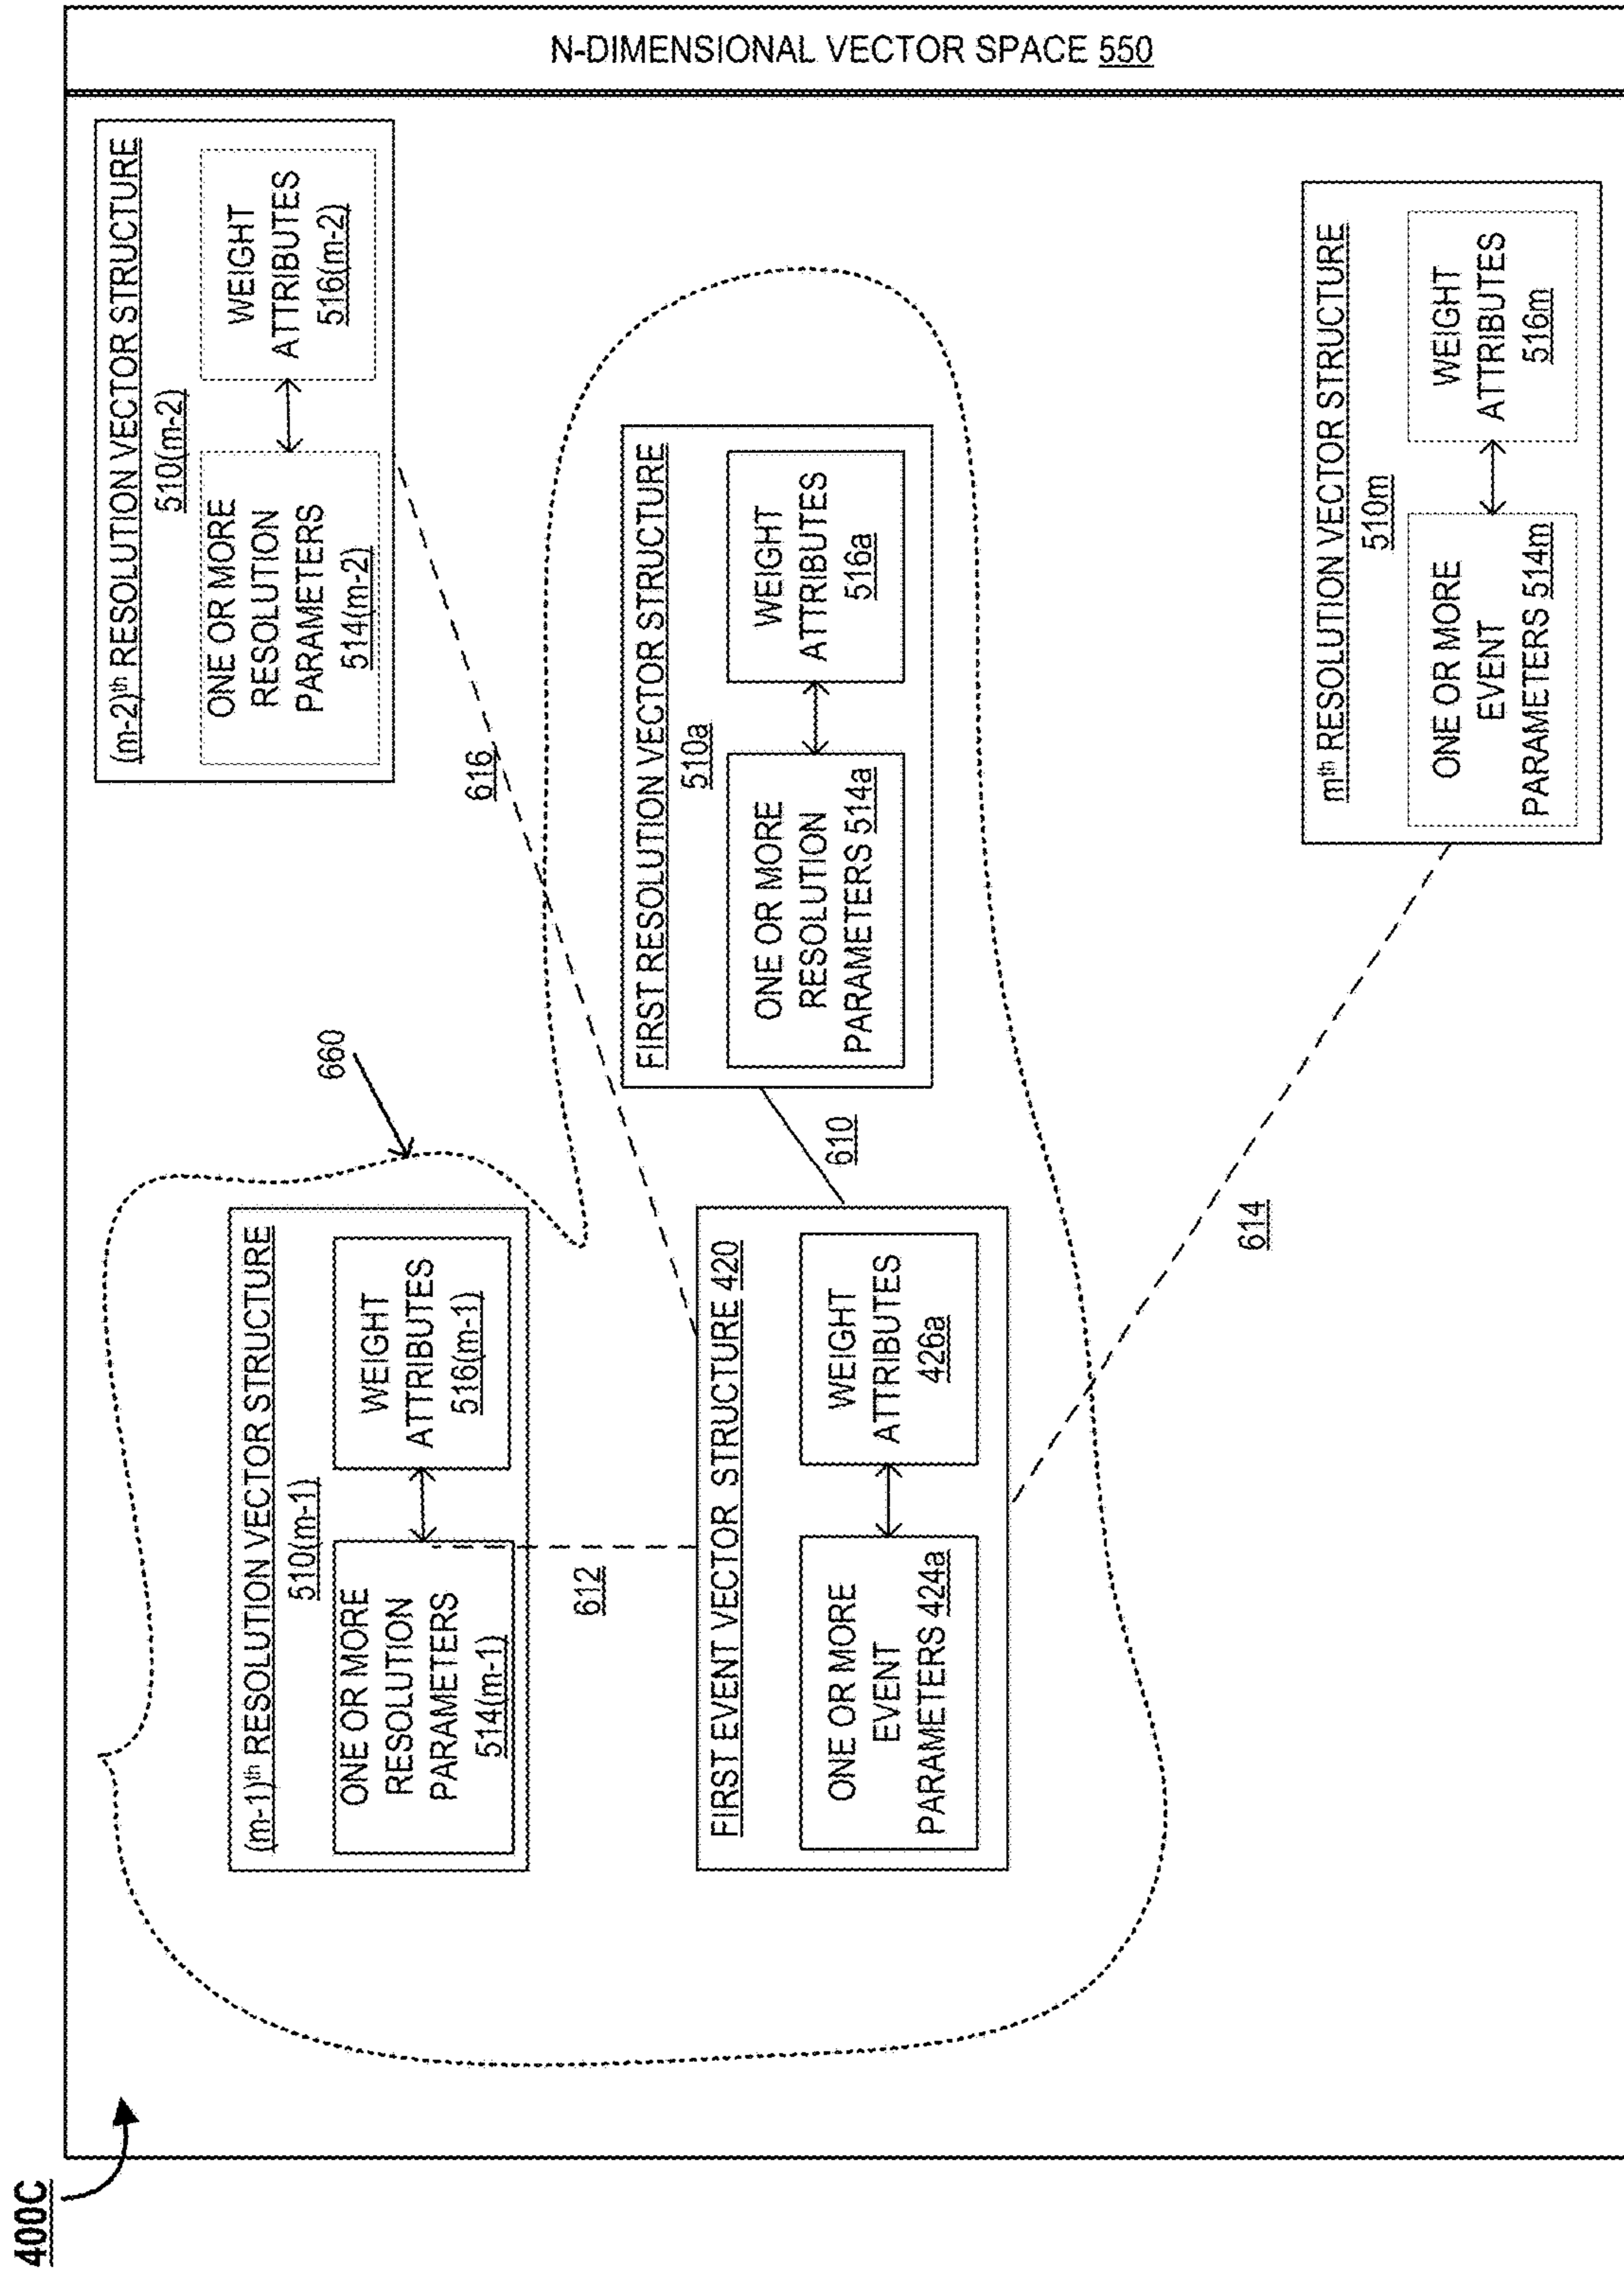 400C
(m-1)th RESOLUTION VECTOR STRUCTURE
510(m-1)
ONE OR MORE
RESOLUTION
PARAMETERS
514(m-1)
WEIGHT
ATTRIBUTES
516(m-1)
660
(m-2)th RESOLUTION VECTOR STRUCTURE
510(m-2)
ONE OR MORE
RESOLUTION
PARAMETERS
514(m-2)
WEIGHT
ATTRIBUTES
516(m-2)
612
616
FIRST EVENT VECTOR STRUCTURE 420
ONE OR MORE
EVENT
PARAMETERS 424a
WEIGHT
ATTRIBUTES
426a
610
FIRST RESOLUTION VECTOR STRUCTURE
510a
ONE OR MORE
RESOLUTION
PARAMETERS 514a
WEIGHT
ATTRIBUTES
516a
614
mth RESOLUTION VECTOR STRUCTURE
510m
ONE OR MORE
EVENT
PARAMETERS 514m
WEIGHT
ATTRIBUTES
516m
N-DIMENSIONAL VECTOR SPACE 550